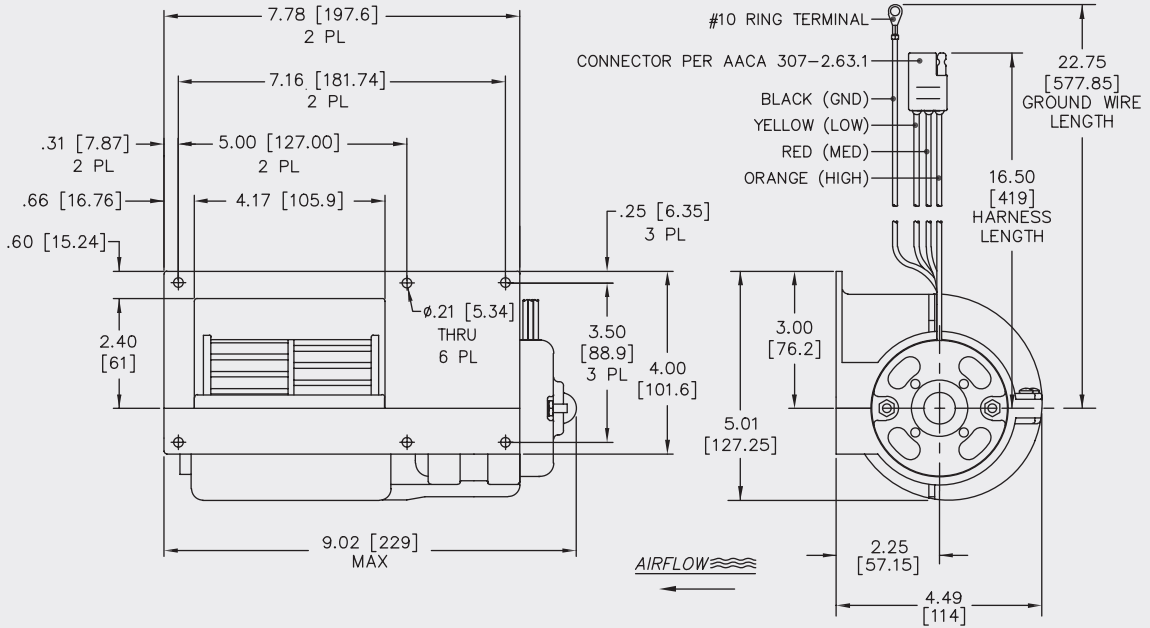 7.78 [197.6]
2 PL
7.16 [181.74]
2 PL
.31 [7.87]
2 PL
5.00 [127.00]
2 PL
.66 [16.76]
4.17 [105.9]
.60 [15.24]
.25 [6.35]
3 PL
ø.21 [5.34]
THRU
6 PL
2.40
[61]
3.50
[88.9]
3 PL
4.00
[101.6]
9.02 [229]
MAX
#10 RING TERMINAL
CONNECTOR PER AACA 307-2.63.1
BLACK (GND)
YELLOW (LOW)
RED (MED)
ORANGE (HIGH)
22.75
[577.85]
GROUND WIRE
LENGTH
16.50
[419]
HARNESS
LENGTH
3.00
[76.2]
5.01
[127.25]
2.25
[57.15]
4.49
[114]
AIRFLOW